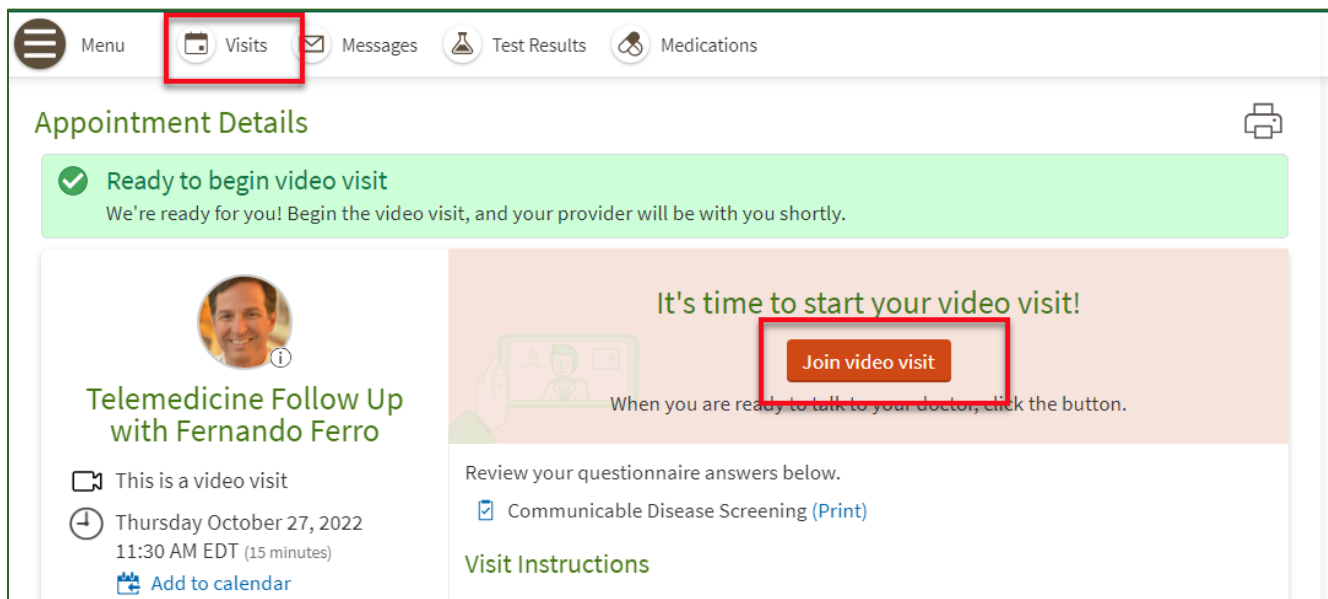 Menu Visits Messages Test Results Medications
Appointment Details
Ready to begin video visit
We're ready for you! Begin the video visit, and your provider will be with you shortly.
Telemedicine Follow Up
with Fernando Ferro
This is a video visit
Thursday October 27, 2022
11:30 AM EDT (15 minutes)
Add to calendar
It's time to start your video visit!
Join video visit
When you are ready to talk to your doctor, click the button.
Review your questionnaire answers below.
Communicable Disease Screening (Print)
Visit Instructions